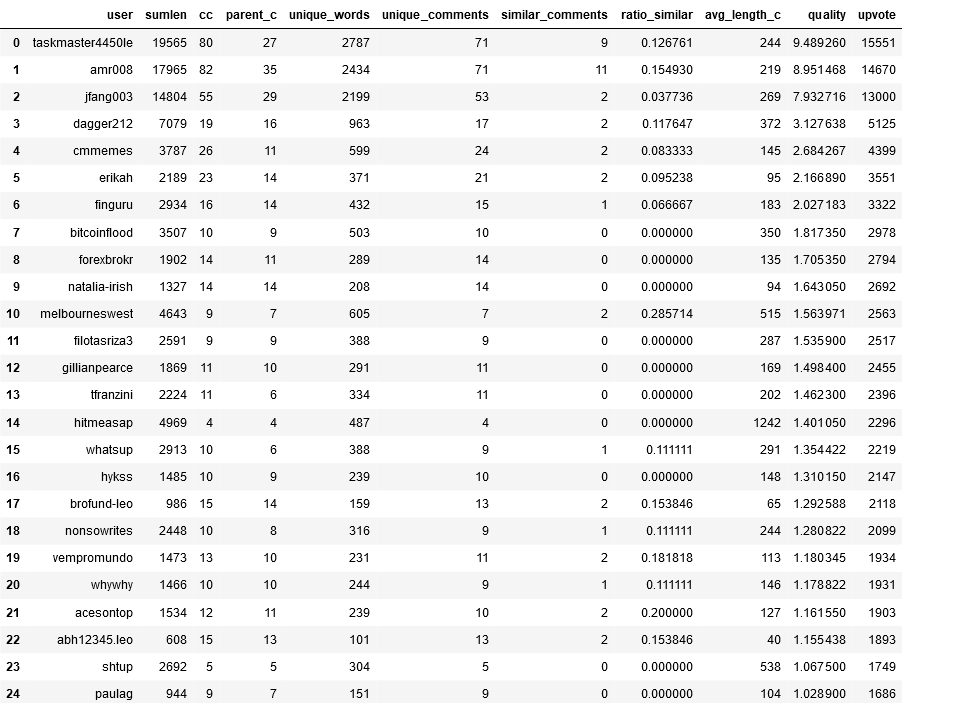 user sumlen cc parent_c unique_words unique_comments similar_comments ratio_similar avg_length_c quality upvote
0 taskmaster4450le 19565 80 27 2787 71 9 0.126761 244 9.489260 15551
1 amr008 17965 82 35 2434 71 11 0.154930 219 8.951468 14670
2 jfang003 14804 55 29 2199 53 2 0.037736 269 7.932716 13000
3 dagger212 7079 19 16 963 17 2 0.117647 372 3.127638 5125
4 cmmemes 3787 26 11 599 24 2 0.083333 145 2.684267 4399
5 erikah 2189 23 14 371 21 2 0.095238 95 2.166890 3551
6 finguru 2934 16 14 432 15 1 0.066667 183 2.027183 3322
7 bitcoinflood 3507 10 9 503 10 0 0.000000 350 1.817350 2978
8 forexbrokr 1902 14 11 289 14 0 0.000000 135 1.705350 2794
9 natalia-irish 1327 14 14 208 14 0 0.000000 94 1.643050 2692
10 melbourneswest 4643 9 7 605 7 2 0.285714 515 1.563971 2563
11 filotasriza3 2591 9 9 388 9 0 0.000000 287 1.535900 2517
12 gillianpearce 1869 11 10 291 11 0 0.000000 169 1.498400 2455
13 tfranzini 2224 11 6 334 11 0 0.000000 202 1.462300 2396
14 hitmeasap 4969 4 4 487 4 0 0.000000 1242 1.401050 2296
15 whatsup 2913 10 6 388 9 1 0.111111 291 1.354422 2219
16 hykss 1485 10 9 239 10 0 0.000000 148 1.310150 2147
17 brofund-leo 986 15 14 159 13 2 0.153846 65 1.292588 2118
18 nonsowrites 2448 10 8 316 9 1 0.111111 244 1.280822 2099
19 vempromundo 1473 13 10 231 11 2 0.181818 113 1.180345 1934
20 whywhy 1466 10 10 244 9 1 0.111111 146 1.178822 1931
21 acesontop 1534 12 11 239 10 2 0.200000 127 1.161550 1903
22 abh12345.leo 608 15 13 101 13 2 0.153846 40 1.155438 1893
23 shtup 2692 5 5 304 5 0 0.000000 538 1.067500 1749
24 paulag 944 9 7 151 9 0 0.000000 104 1.028900 1686